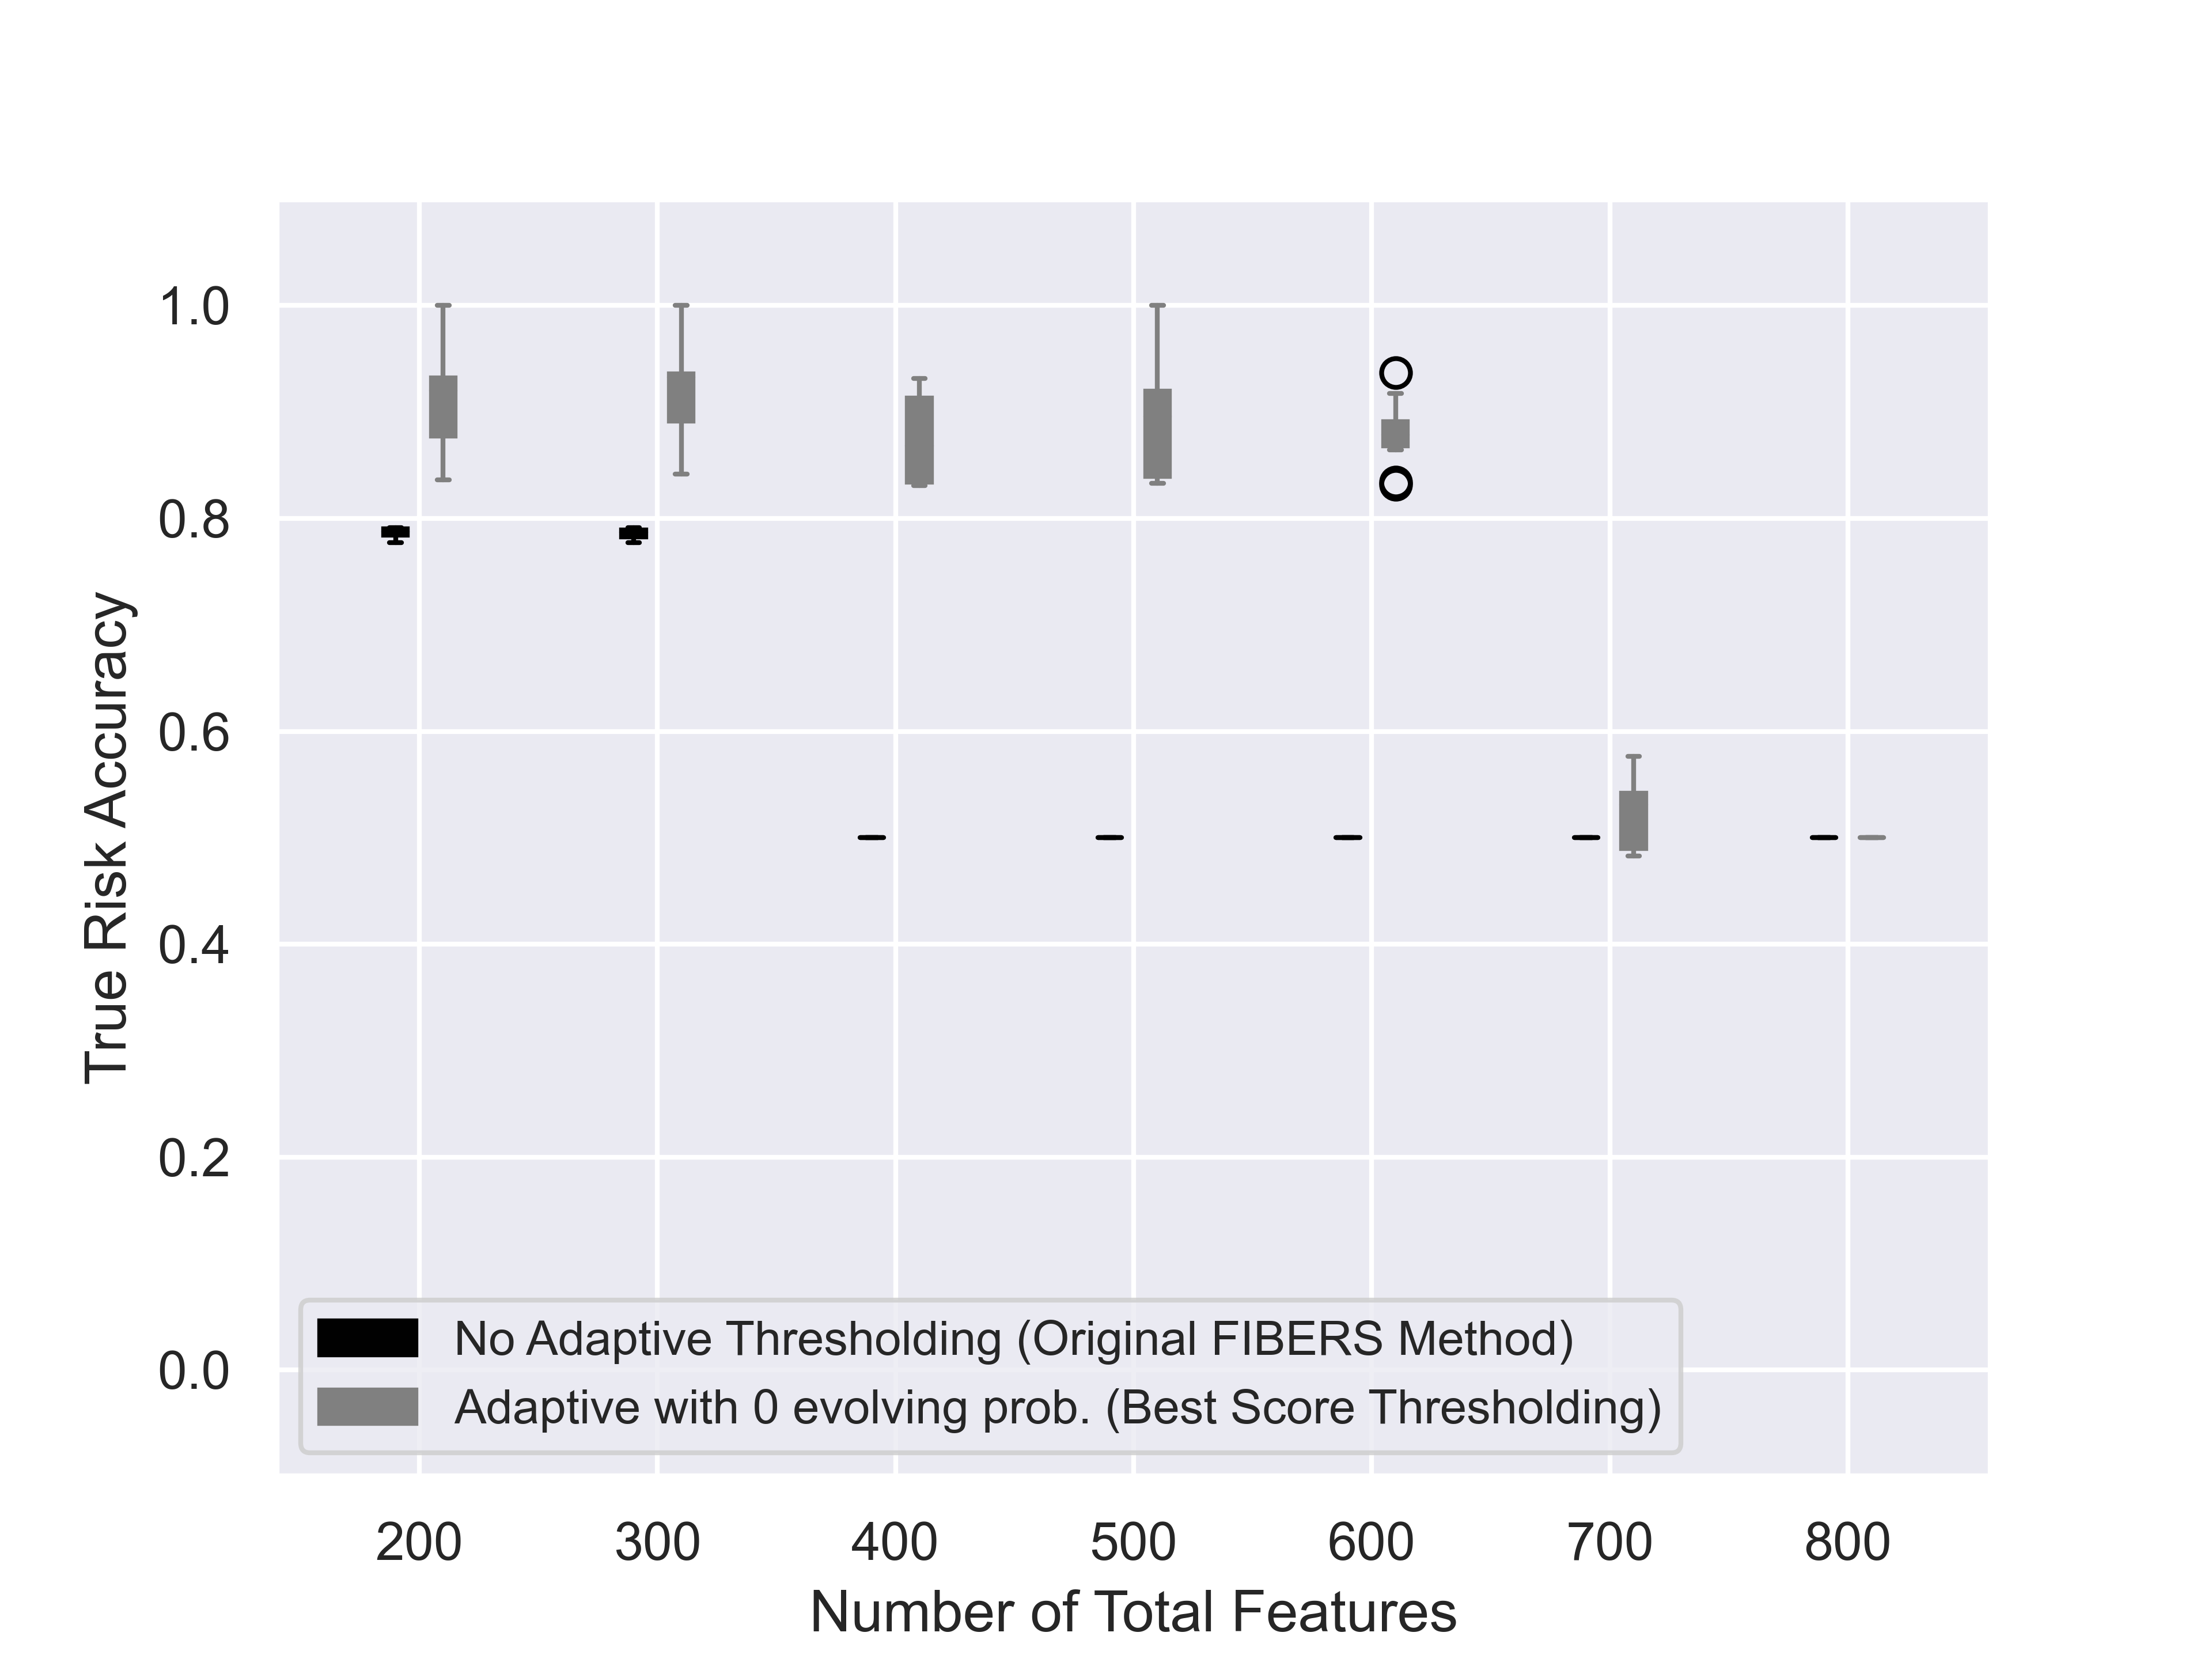 1.0
0.8
0.6
0.4
0.2
0.0
True Risk Accuracy
No Adaptive Thresholding (Original FIBERS Method)
Adaptive with 0 evolving prob. (Best Score Thresholding)
200 300 400 500 600 700 800
Number of Total Features